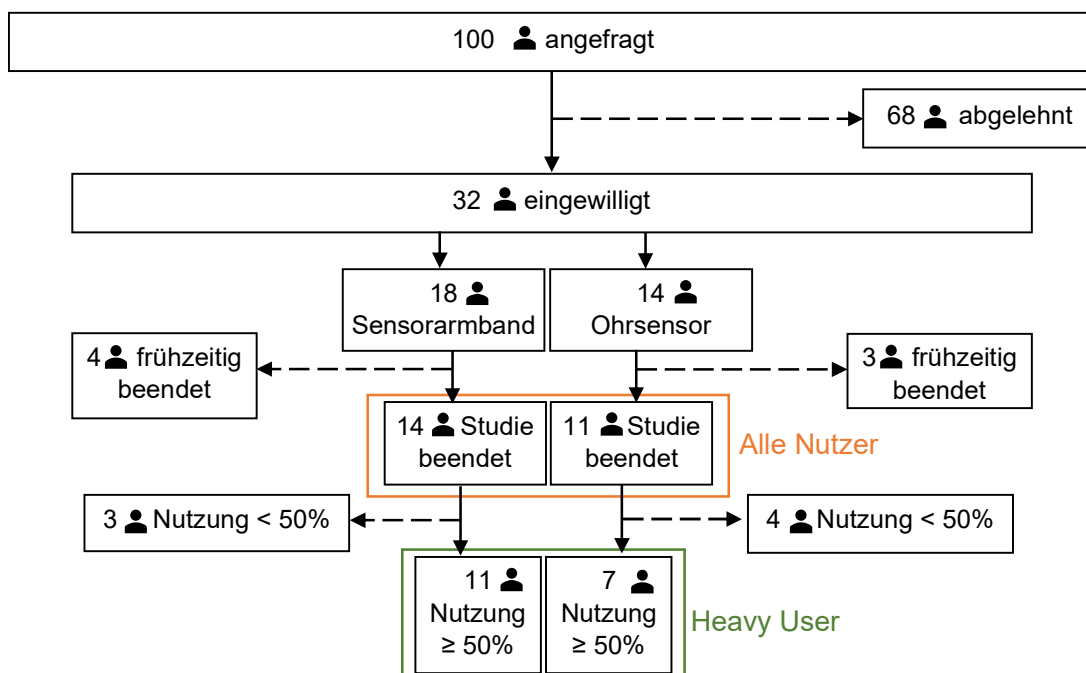 100 angefragt
68 abgelehnt
32 eingewilligt
18
Sensorarmband
14
Ohrsensor
4 frühzeitig
beendet
3 frühzeitig
beendet
14 Studie
beendet
11 Studie
beendet
Alle Nutzer
3 Nutzung < 50%
4 Nutzung < 50%
11
Nutzung
≥ 50%
7
Nutzung
≥ 50%
Heavy User